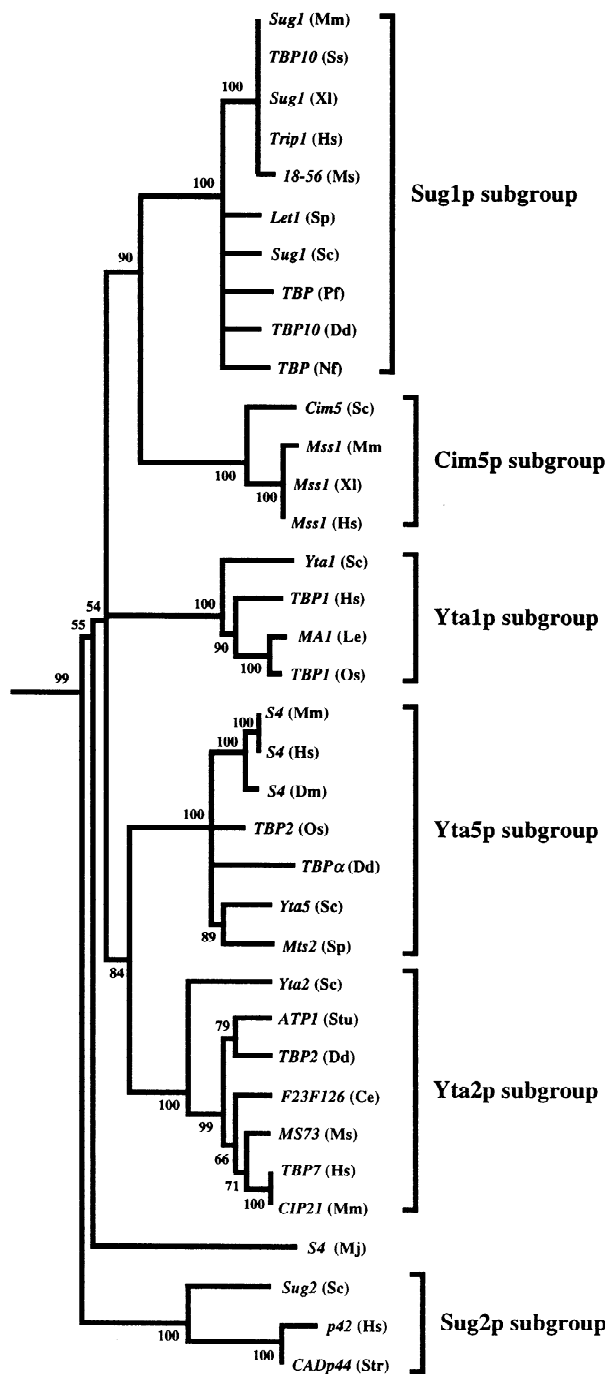 Sug1 (Mm)
100
TBP10 (Ss)
Sug1 (Xl)
Trip1 (Hs)
18-56 (Ms)
100
Sug1p subgroup
Let1 (Sp)
Sug1 (Sc)
90
TBP (Pf)
TBP10 (Dd)
TBP (Nf)
Cim5 (Sc)
Mss1 (Mm
Cim5p subgroup
100
Mss1 (Xl)
100
Mss1 (Hs)
Yta1 (Sc)
TBP1 (Hs)
100
54
Yta1p subgroup
55
MA1 (Le)
90
100
TBP1 (Os)
99
S4 (Mm)
100
100
S4 (Hs)
S4 (Dm)
100
TBP2 (Os)
Yta5p subgroup
TBPα (Dd)
Yta5 (Sc)
89
Mts2 (Sp)
84
Yta2 (Sc)
ATP1 (Stu)
79
TBP2 (Dd)
Yta2p subgroup
F23F126 (Ce)
100
99
MS73 (Ms)
66
TBP7 (Hs)
71
100
CIP21 (Mm)
S4 (Mj)
Sug2 (Sc)
100
p42 (Hs)
Sug2p subgroup
100
CADp44 (Str)